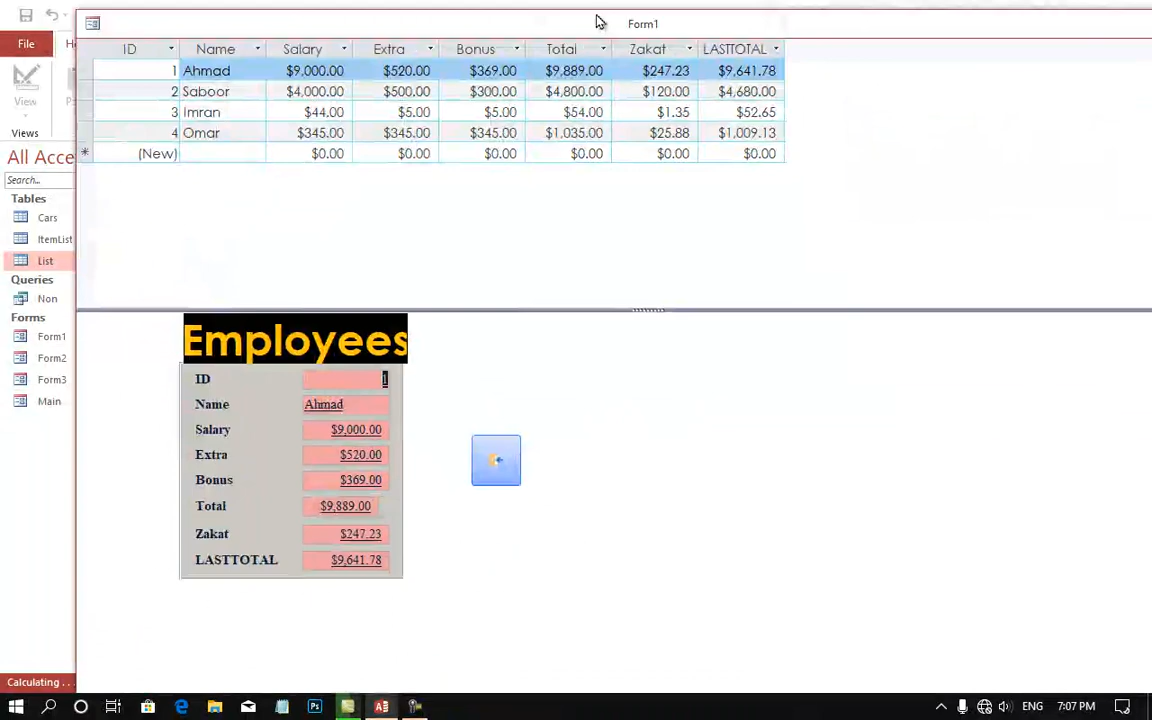 Form1
File
H
ID Name Salary Extra Bonus Total Zakat LASTTOTAL
1 Ahmad $9,000.00 $520.00 $369.00 $9,889.00 $247.23 $9,641.78
2 Saboor $4,000.00 $500.00 $300.00 $4,800.00 $120.00 $4,680.00
3 Imran $44.00 $5.00 $5.00 $54.00 $1.35 $52.65
4 Omar $345.00 $345.00 $345.00 $1,035.00 $25.88 $1,009.13
* (New) $0.00 $0.00 $0.00 $0.00 $0.00 $0.00
View
Views
All Acce
Search...
Tables
Cars
ItemList
List
Queries
Non
Forms
Form1
Form2
Form3
Main
Employees
ID 1
Name Ahmad
Salary $9,000.00
Extra $520.00
Bonus $369.00
Total $9,889.00
Zakat $247.23
LASTTOTAL $9,641.78
Calculating . . .
Ps
ENG 7:07 PM